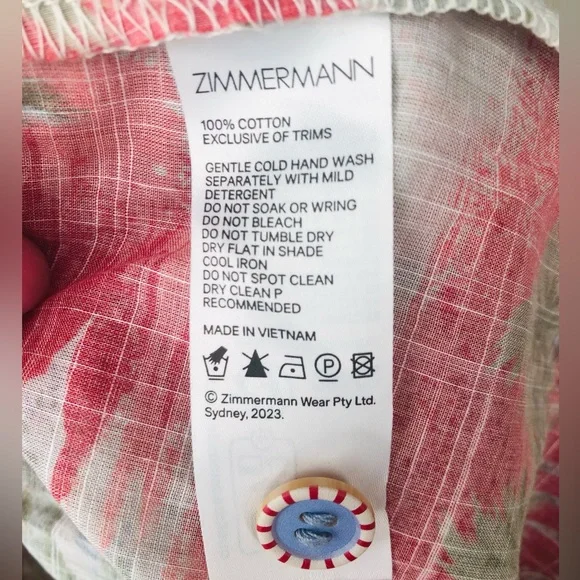 ZIMMERMANN
100% COTTON
EXCLUSIVE OF TRIMS
GENTLE COLD HAND WASH
SEPARATELY WITH MILD
DETERGENT
DO NOT SOAK OR WRING
DO NOT BLEACH
DO NOT TUMBLE DRY
DRY FLAT IN SHADE
COOL IRON
DO NOT SPOT CLEAN
DRY CLEAN P
RECOMMENDED
MADE IN VIETNAM
P
© Zimmermann Wear Pty Ltd.
Sydney, 2023.